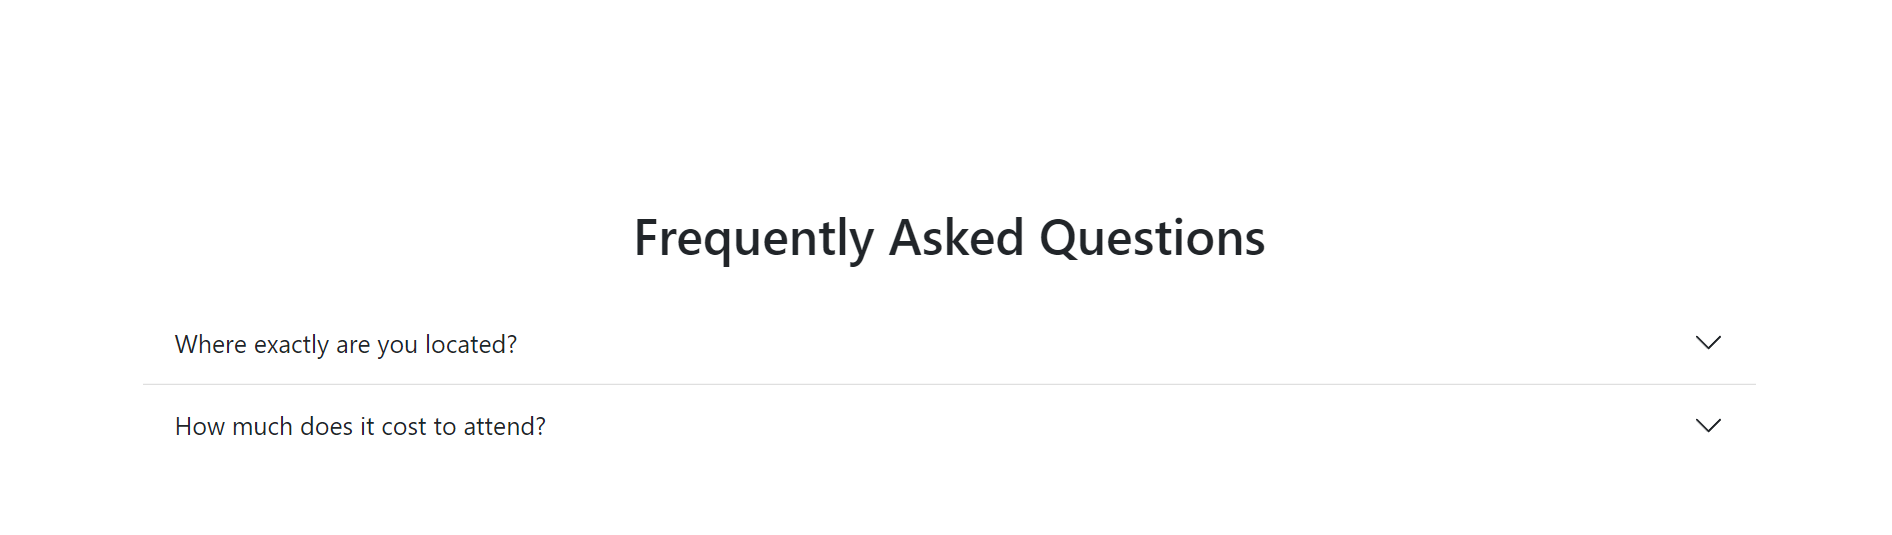 Frequently Asked Questions
Where exactly are you located?
How much does it cost to attend?